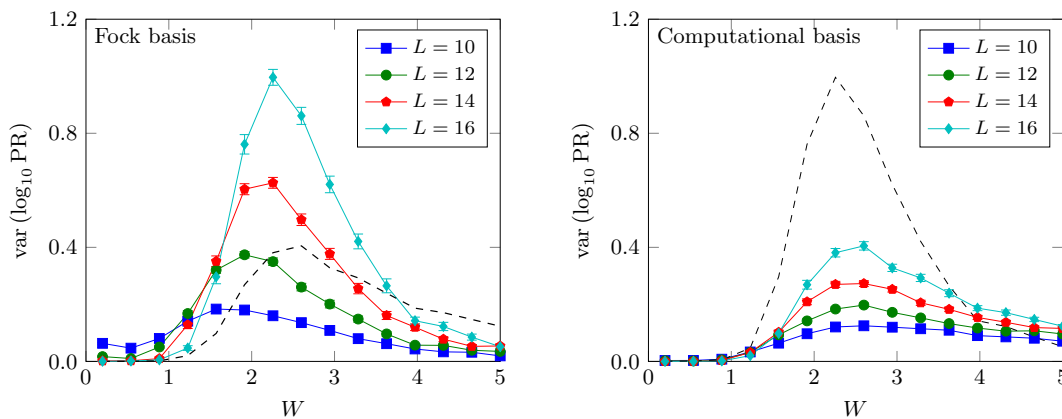 Fock basis
L = 10
L = 12
L = 14
L = 16
var (log₁₀ PR)
1.2
0.8
0.4
0.0
0 1 2 3 4 5
W
Computational basis
L = 10
L = 12
L = 14
L = 16
var (log₁₀ PR)
1.2
0.8
0.4
0.0
0 1 2 3 4 5
W